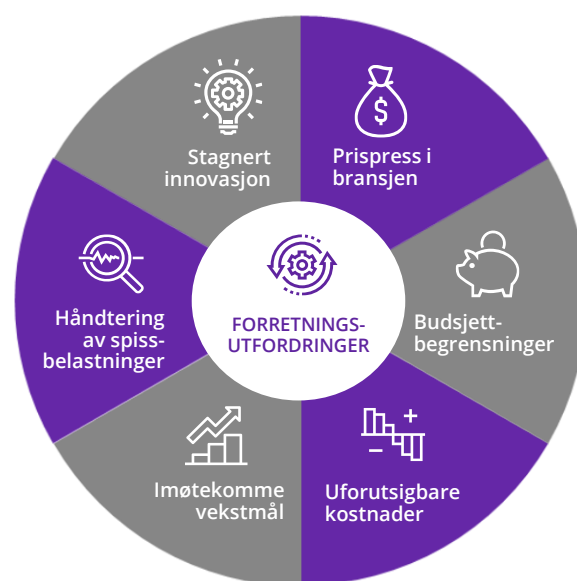 Stagnert
innovasjon
Prispress i
bransjen
Håndtering
av spiss-
belastninger
FORRETNINGS-
UTFORDRINGER
Budsjett-
begrensninger
Imøtekomme
vekstmål
Uforutsigbare
kostnader